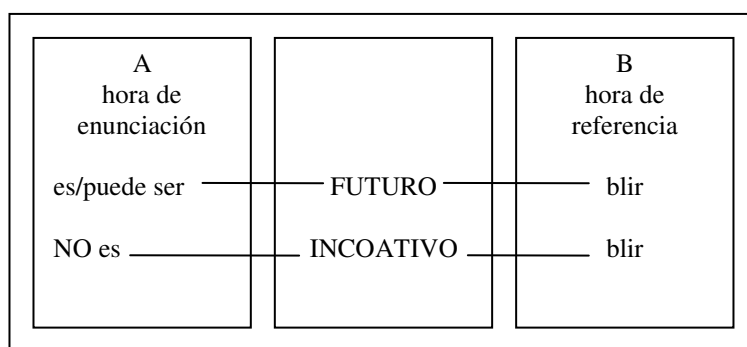 A
hora de
enunciación
B
hora de
referencia
es/puede ser FUTURO blir
NO es INCOATIVO blir